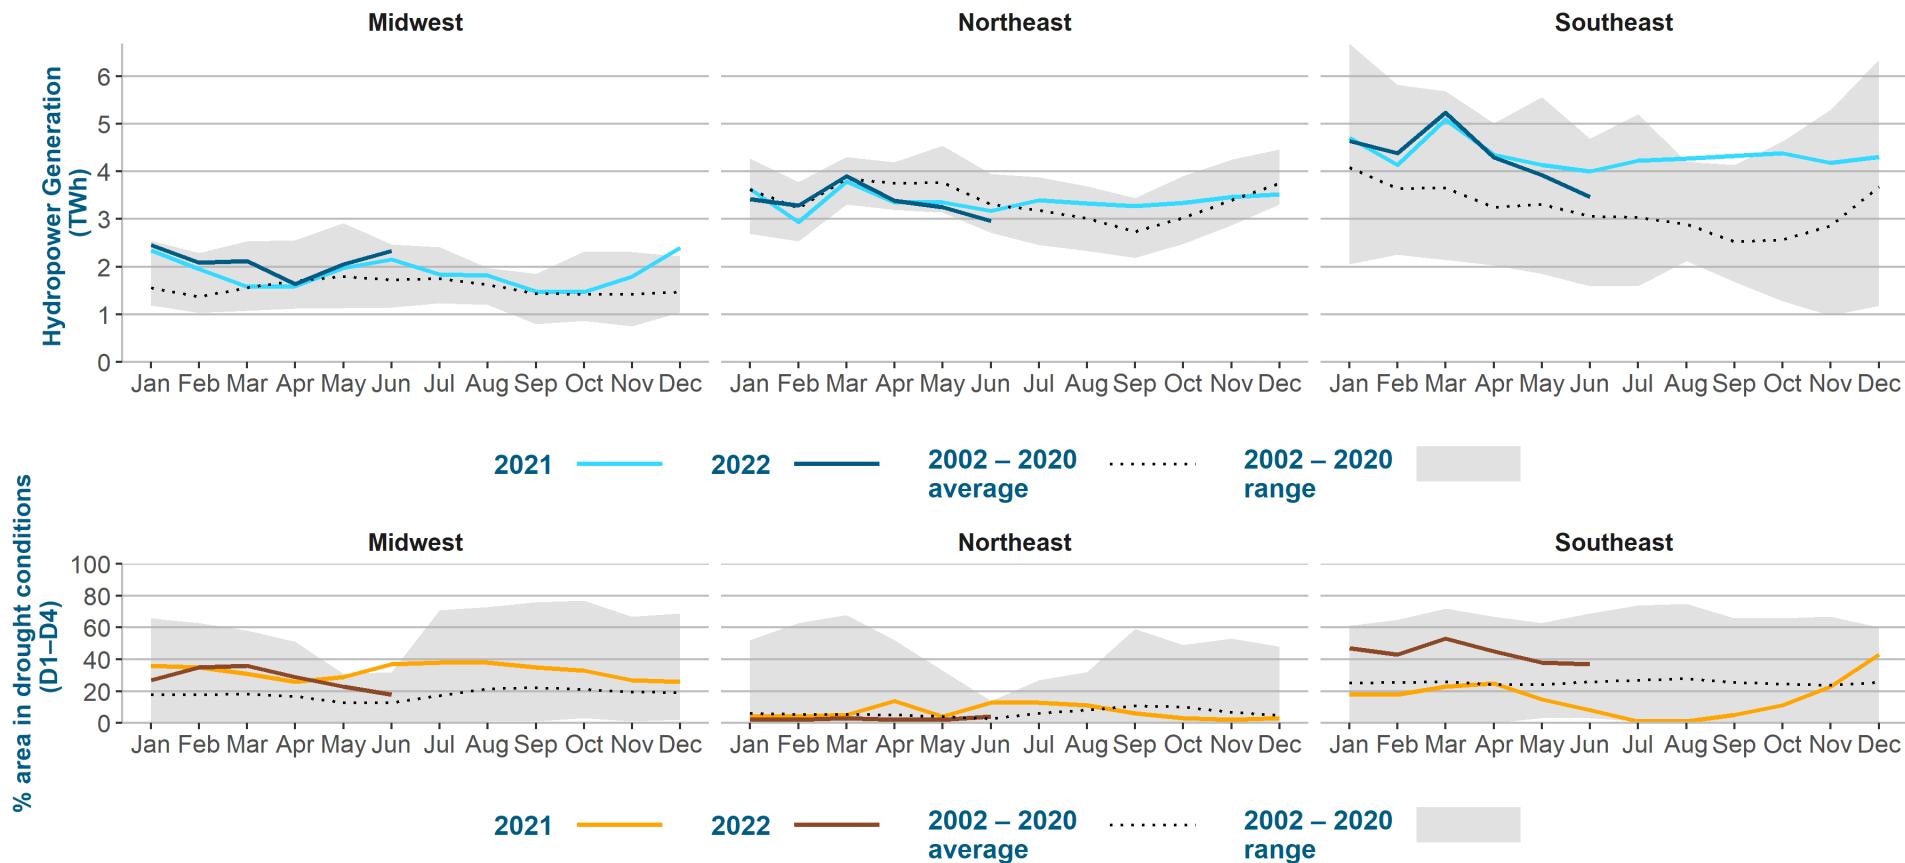 Midwest Northeast Southeast
Hydropower Generation
(TWh)
6
5
4
3
2
1
0
Jan Feb Mar Apr May Jun Jul Aug Sep Oct Nov Dec Jan Feb Mar Apr May Jun Jul Aug Sep Oct Nov Dec Jan Feb Mar Apr May Jun Jul Aug Sep Oct Nov Dec
2021 2022 2002 – 2020 2002 – 2020
average range
Midwest Northeast Southeast
% area in drought conditions
(D1–D4)
100
80
60
40
20
0
Jan Feb Mar Apr May Jun Jul Aug Sep Oct Nov Dec Jan Feb Mar Apr May Jun Jul Aug Sep Oct Nov Dec Jan Feb Mar Apr May Jun Jul Aug Sep Oct Nov Dec
2021 2022 2002 – 2020 2002 – 2020
average range